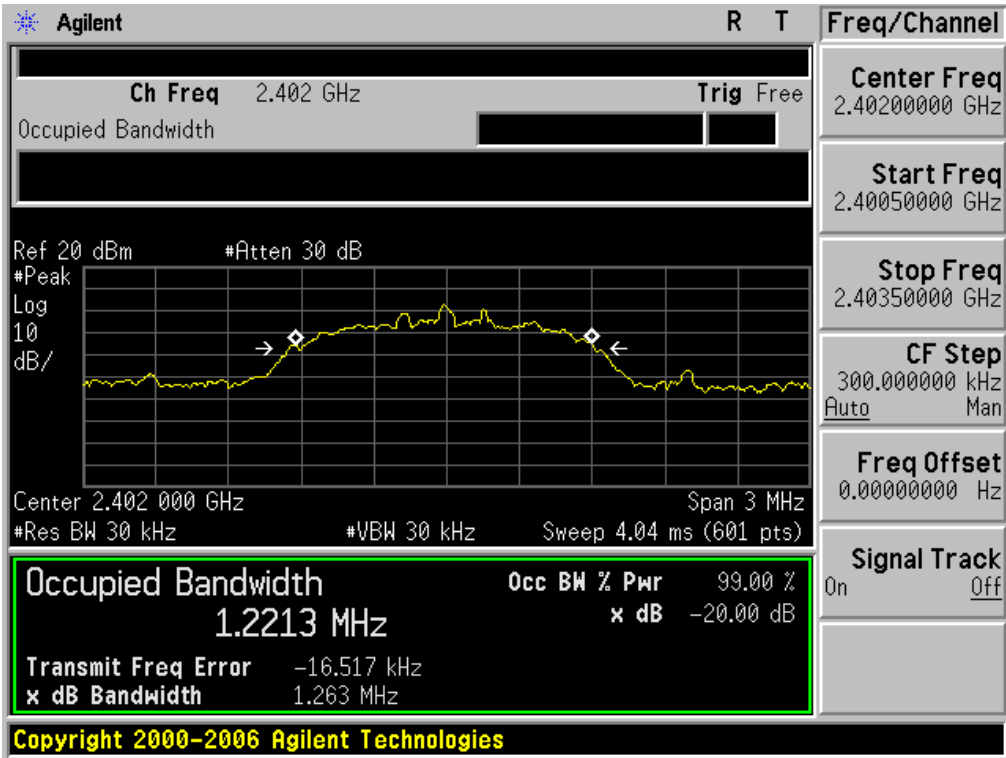 Agilent R T
Ch Freq 2.402 GHz Trig Free
Occupied Bandwidth
Ref 20 dBm #Atten 30 dB
#Peak
Log
10
dB/
Center 2.402 000 GHz Span 3 MHz
#Res BW 30 kHz #VBW 30 kHz Sweep 4.04 ms (601 pts)
Occupied Bandwidth Occ BW % Pwr 99.00 %
1.2213 MHz x dB -20.00 dB
Transmit Freq Error -16.517 kHz
x dB Bandwidth 1.263 MHz
Copyright 2000-2006 Agilent Technologies
Freq/Channel
Center Freq
2.40200000 GHz
Start Freq
2.40050000 GHz
Stop Freq
2.40350000 GHz
CF Step
300.000000 kHz
Auto Man
Freq Offset
0.00000000 Hz
Signal Track
On Off